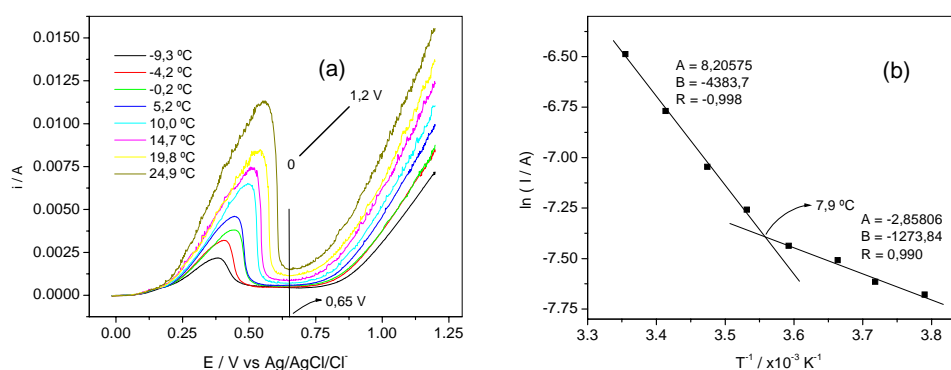 (a)
-9,3 ºC
-4,2 ºC
-0,2 ºC
5,2 ºC
10,0 ºC
14,7 ºC
19,8 ºC
24,9 ºC
1,2 V
0
0,65 V
0.0150
0.0125
0.0100
0.0075
0.0050
0.0025
0.0000
i / A
0.00 0.25 0.50 0.75 1.00 1.25
E / V vs Ag/AgCl/Cl-
(b)
A = 8,20575
B = -4383,7
R = -0,998
7,9 ºC
A = -2,85806
B = -1273,84
R = 0,990
-6.50
-6.75
-7.00
-7.25
-7.50
-7.75
ln ( I / A)
3.3 3.4 3.5 3.6 3.7 3.8
T-1 / x10-3 K-1